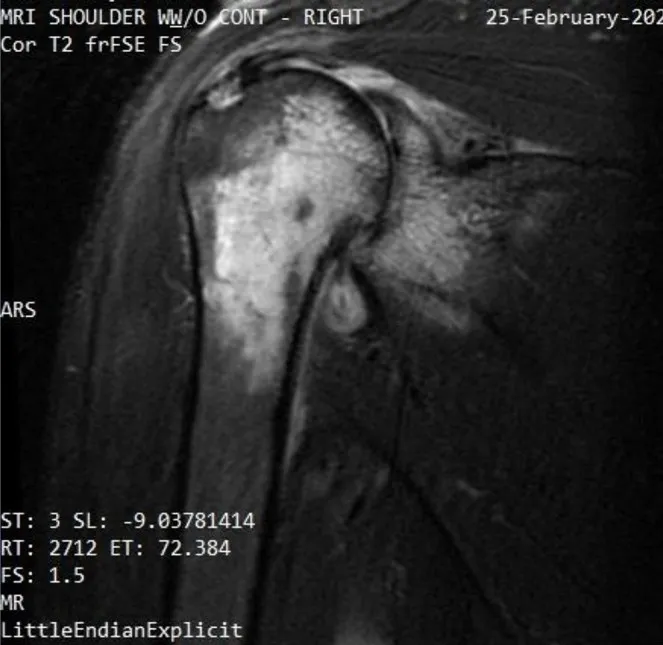 MRI SHOULDER WW/O CONT - RIGHT
25-February-202
Cor T2 frFSE FS
ARS
ST: 3 SL: -9.03781414
RT: 2712 ET: 72.384
FS: 1.5
MR
LittleEndianExplicit